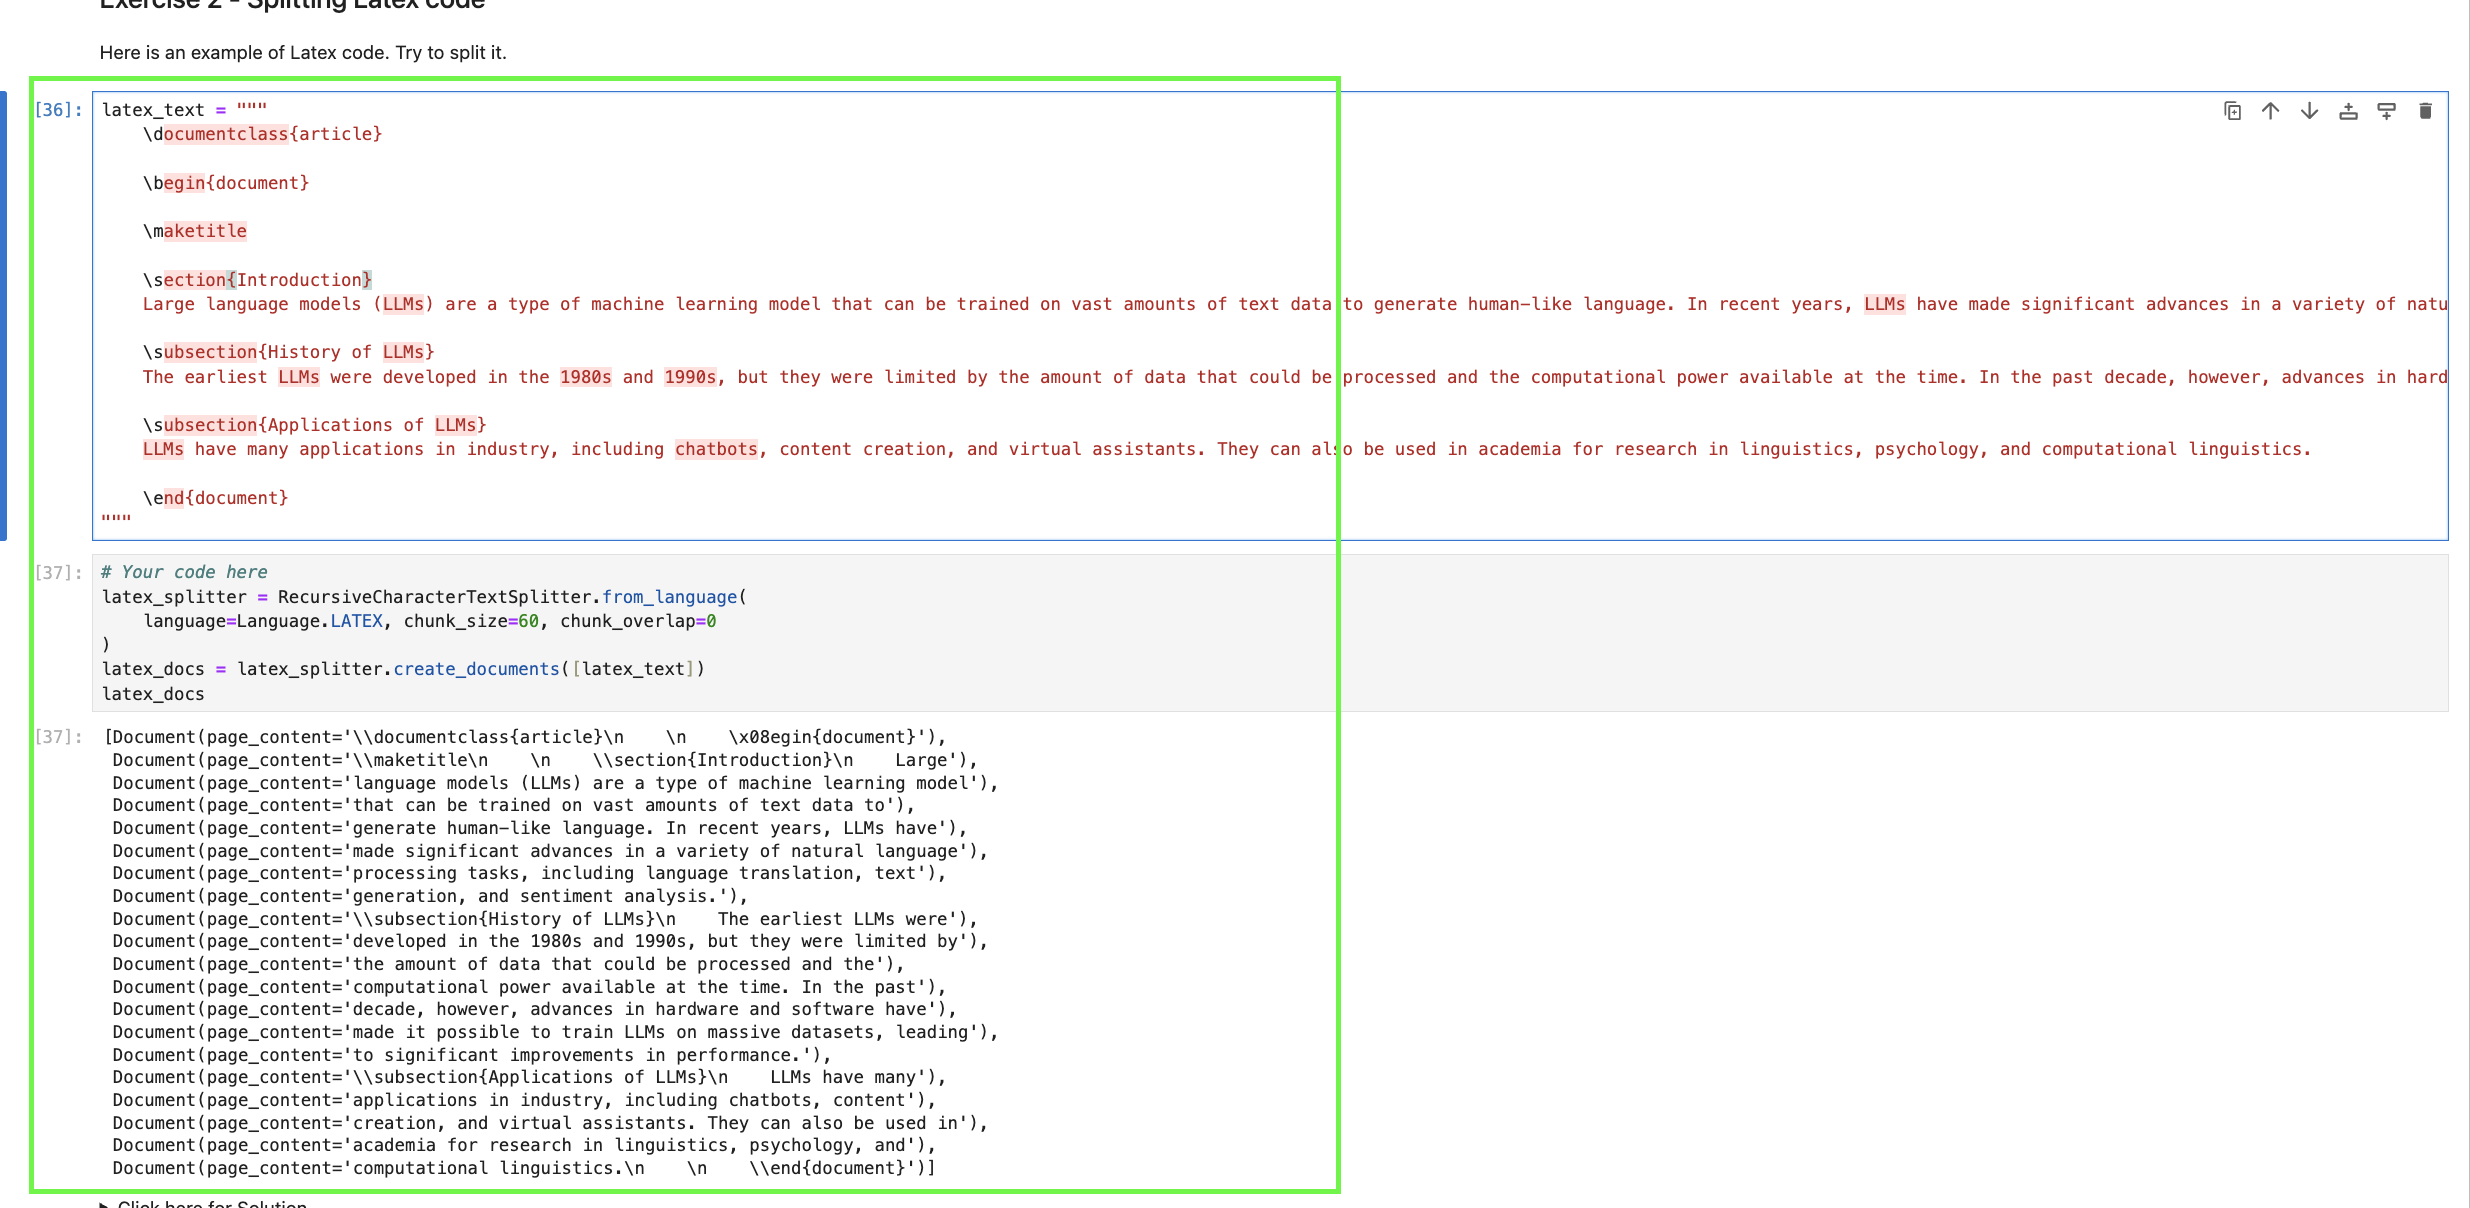 Exercise 2 - Splitting Latex code
Here is an example of Latex code. Try to split it.
[36]: latex_text = """
    \documentclass{article}
    \begin{document}
    \maketitle
    \section{Introduction}
    Large language models (LLMs) are a type of machine learning model that can be trained on vast amounts of text data to generate human-like language. In recent years, LLMs have made significant advances in a variety of natu
    \subsection{History of LLMs}
    The earliest LLMs were developed in the 1980s and 1990s, but they were limited by the amount of data that could be processed and the computational power available at the time. In the past decade, however, advances in hard
    \subsection{Applications of LLMs}
    LLMs have many applications in industry, including chatbots, content creation, and virtual assistants. They can also be used in academia for research in linguistics, psychology, and computational linguistics.
    \end{document}
"""
[37]: # Your code here
latex_splitter = RecursiveCharacterTextSplitter.from_language(
    language=Language.LATEX, chunk_size=60, chunk_overlap=0
)
latex_docs = latex_splitter.create_documents([latex_text])
latex_docs
[37]: [Document(page_content='\\documentclass{article}\n    \n    \x08egin{document}'),
 Document(page_content='\\maketitle\n    \n    \\section{Introduction}\n    Large'),
 Document(page_content='language models (LLMs) are a type of machine learning model'),
 Document(page_content='that can be trained on vast amounts of text data to'),
 Document(page_content='generate human-like language. In recent years, LLMs have'),
 Document(page_content='made significant advances in a variety of natural language'),
 Document(page_content='processing tasks, including language translation, text'),
 Document(page_content='generation, and sentiment analysis.'),
 Document(page_content='\\subsection{History of LLMs}\n    The earliest LLMs were'),
 Document(page_content='developed in the 1980s and 1990s, but they were limited by'),
 Document(page_content='the amount of data that could be processed and the'),
 Document(page_content='computational power available at the time. In the past'),
 Document(page_content='decade, however, advances in hardware and software have'),
 Document(page_content='made it possible to train LLMs on massive datasets, leading'),
 Document(page_content='to significant improvements in performance.'),
 Document(page_content='\\subsection{Applications of LLMs}\n    LLMs have many'),
 Document(page_content='applications in industry, including chatbots, content'),
 Document(page_content='creation, and virtual assistants. They can also be used in'),
 Document(page_content='academia for research in linguistics, psychology, and'),
 Document(page_content='computational linguistics.\n    \n    \\end{document}')]
Click here for Solution